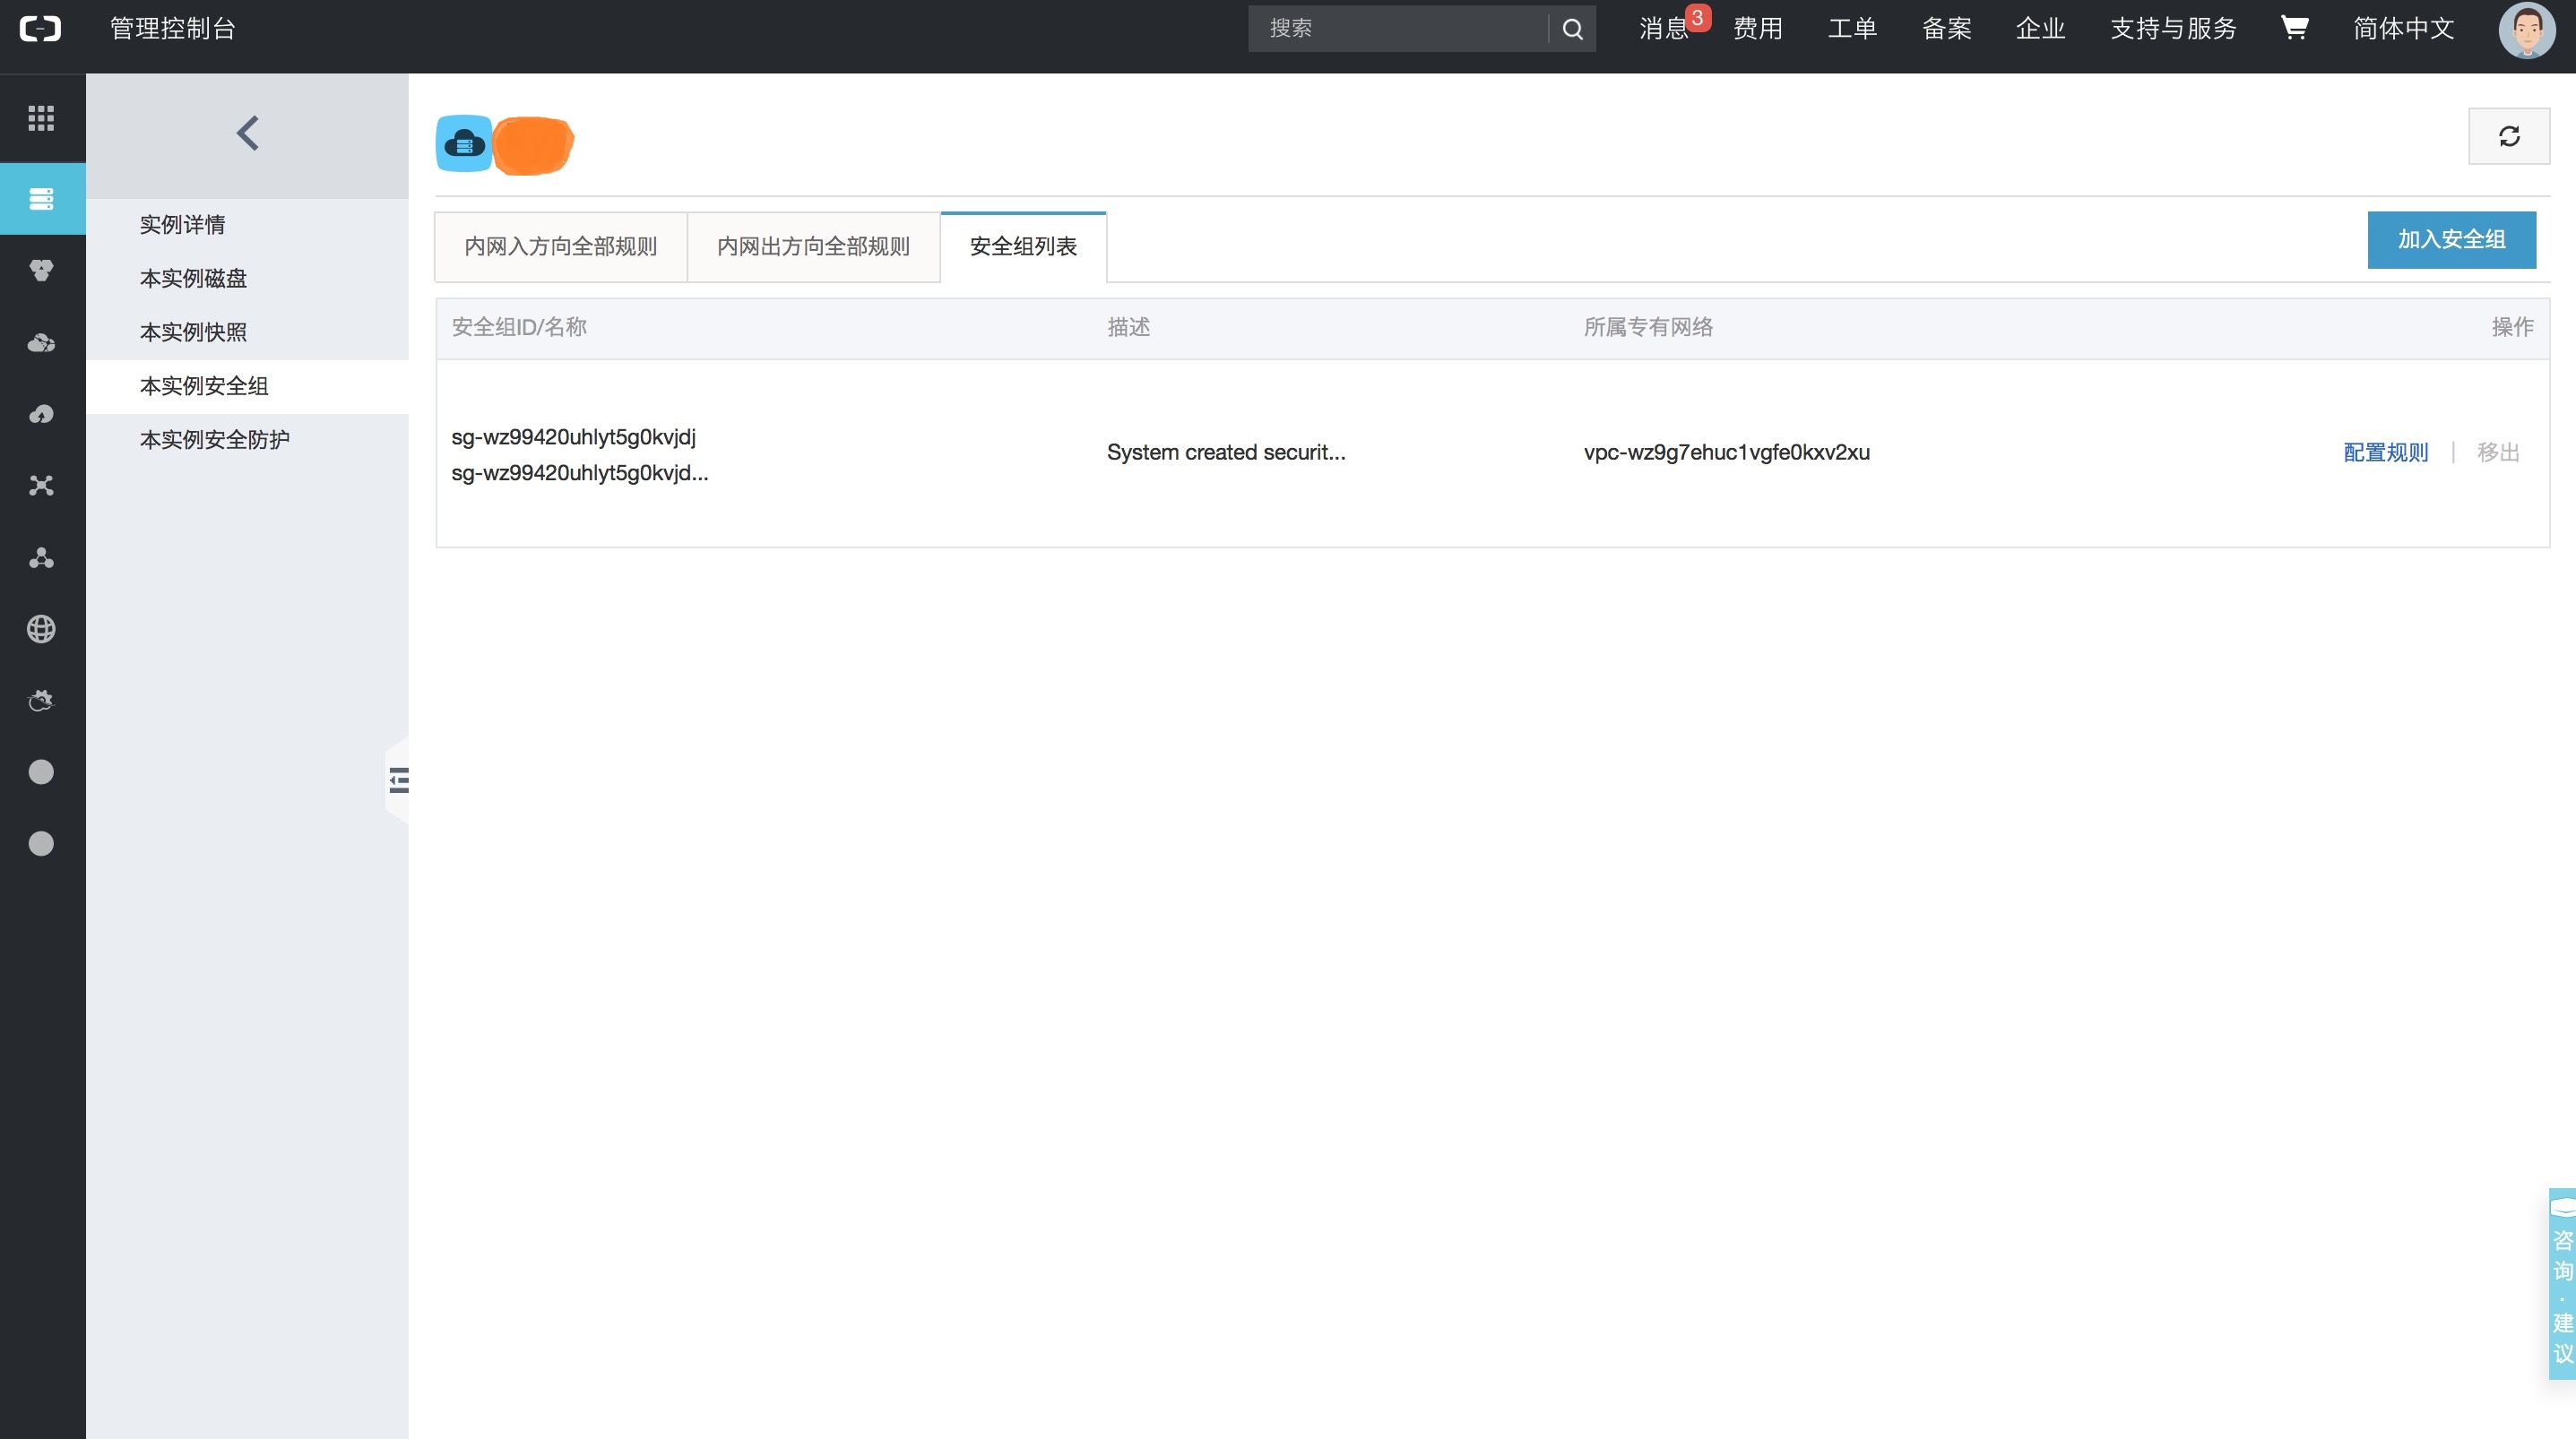 管理控制台
搜索
消息 3 费用 工单 备案 企业 支持与服务 简体中文
实例详情
本实例磁盘
本实例快照
本实例安全组
本实例安全防护
内网入方向全部规则 内网出方向全部规则 安全组列表 加入安全组
安全组ID/名称 描述 所属专有网络 操作
sg-wz99420uhlyt5g0kvjdj
sg-wz99420uhlyt5g0kvjd...
System created securit...
vpc-wz9g7ehuc1vgfe0kxv2xu
配置规则 | 移出
咨询·建议